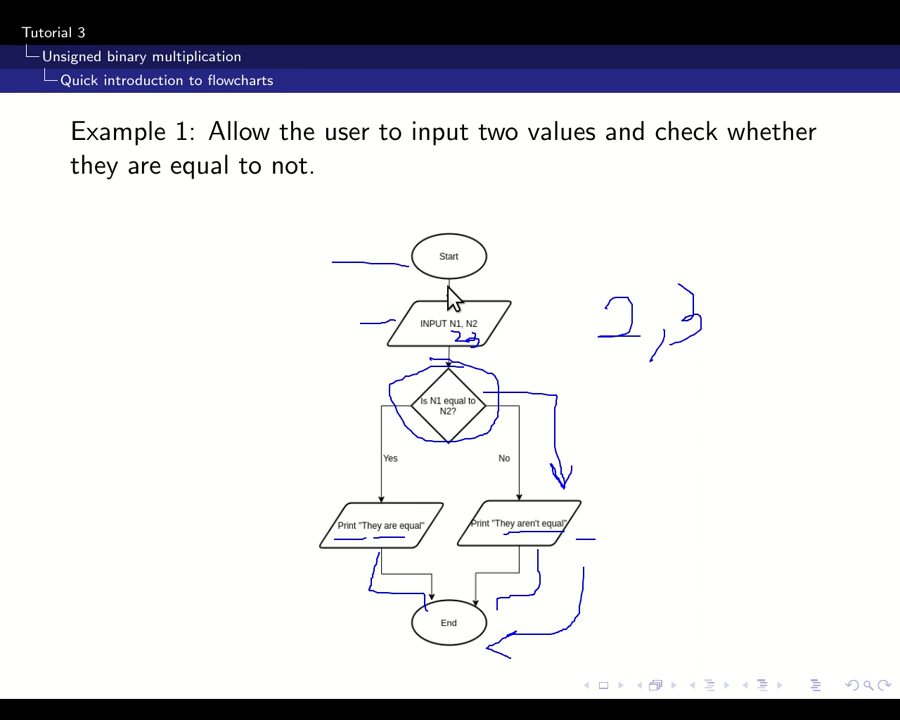 Tutorial 3
Unsigned binary multiplication
Quick introduction to flowcharts
Example 1: Allow the user to input two values and check whether
they are equal to not.
Start
INPUT N1, N2
2 3
2 , 3
Is N1 equal to
N2?
Yes
No
Print "They are equal"
Print "They aren't equal"
End